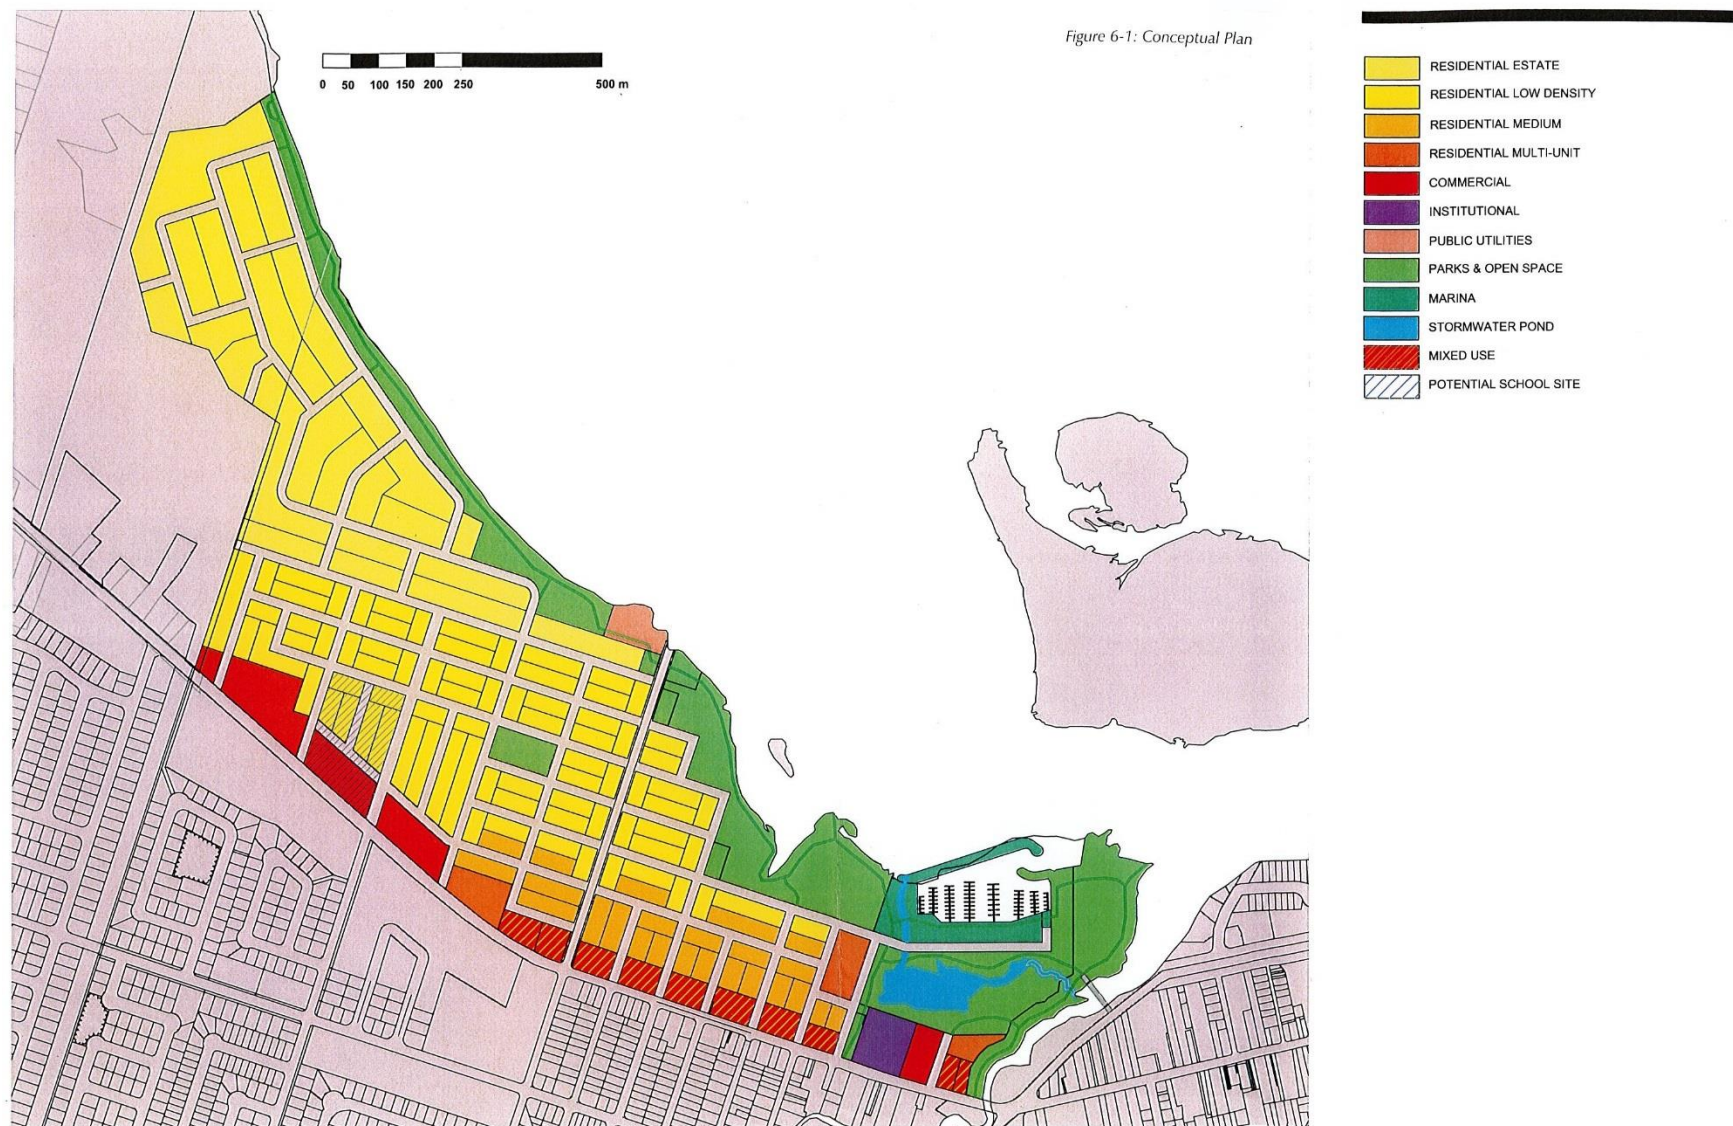 Figure 6-1: Conceptual Plan
0 50 100 150 200 250 500 m
RESIDENTIAL ESTATE
RESIDENTIAL LOW DENSITY
RESIDENTIAL MEDIUM
RESIDENTIAL MULTI-UNIT
COMMERCIAL
INSTITUTIONAL
PUBLIC UTILITIES
PARKS & OPEN SPACE
MARINA
STORMWATER POND
MIXED USE
POTENTIAL SCHOOL SITE